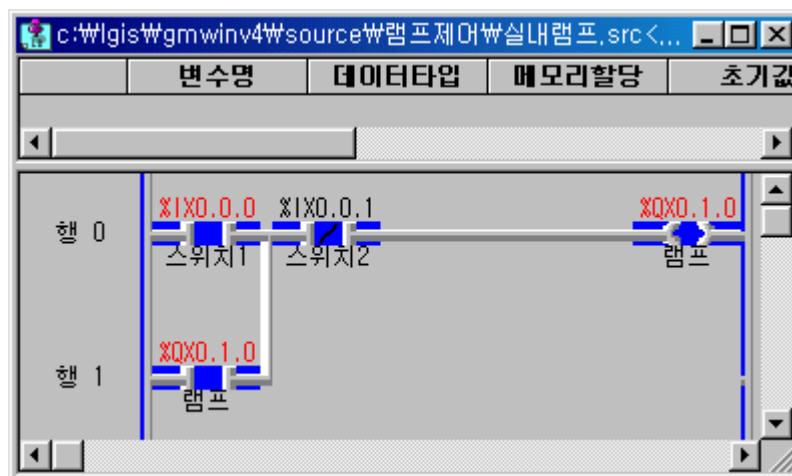 c:₩lgis₩gmwinv4₩source₩램프제어₩실내램프.src<...
변수명 데이터타입 메모리할당 초기값
%IX0.0.0 %IX0.0.1 %QX0.1.0
행 0
스위치1 스위치2 램프
%QX0.1.0
행 1
램프